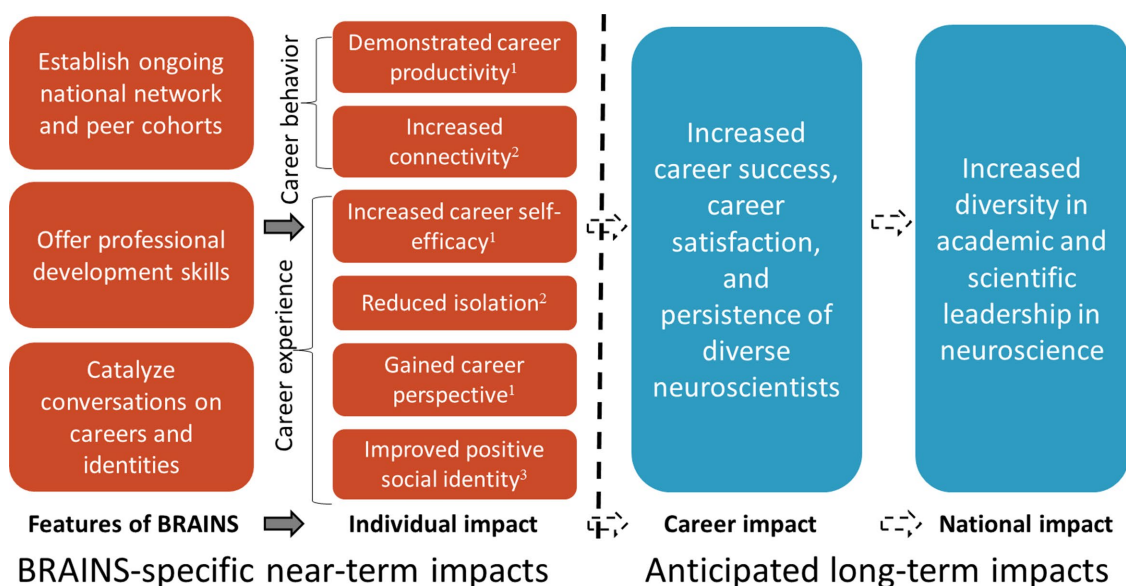 Establish ongoing
national network
and peer cohorts
Offer professional
development skills
Catalyze
conversations on
careers and
identities
Career behavior
Career experience
Demonstrated career
productivity¹
Increased
connectivity²
Increased career self-
efficacy¹
Reduced isolation²
Gained career
perspective¹
Improved positive
social identity³
Increased
career success,
career
satisfaction,
and
persistence of
diverse
neuroscientists
Increased
diversity in
academic and
scientific
leadership in
neuroscience
Features of BRAINS
Individual impact
Career impact
National impact
BRAINS-specific near-term impacts
Anticipated long-term impacts